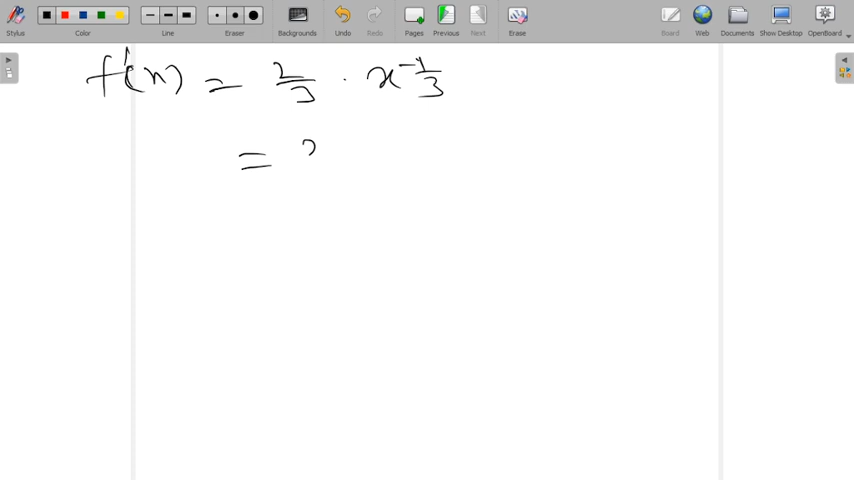 Stylus Color Line Eraser Backgrounds Undo Redo Pages Previous Next Erase Board Web Documents Show Desktop OpenBoard
f'(x) = 2/3 · x^(-1/3)
= 2